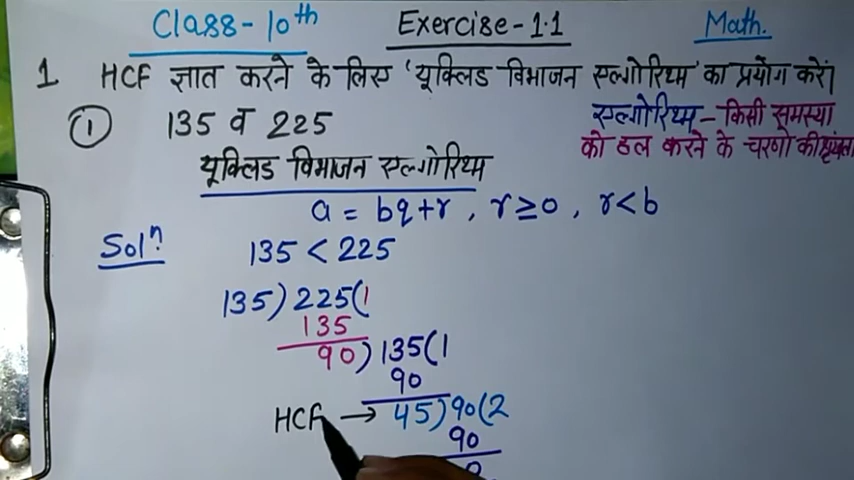 Class-10th Exercise-1.1 Math.
1 HCF ज्ञात करने के लिए 'यूक्लिड विभाजन एल्गोरिथ्म' का प्रयोग करें।
① 135 व 225
एल्गोरिथ्म - किसी समस्या
को हल करने के चरणो की श्रृंखला
यूक्लिड विभाजन एल्गोरिथ्म
a = bq+r, r≥0, r<b
Solⁿ 135 < 225
135) 225(1
135
90) 135(1
90
HCF → 45) 90(2
90
0